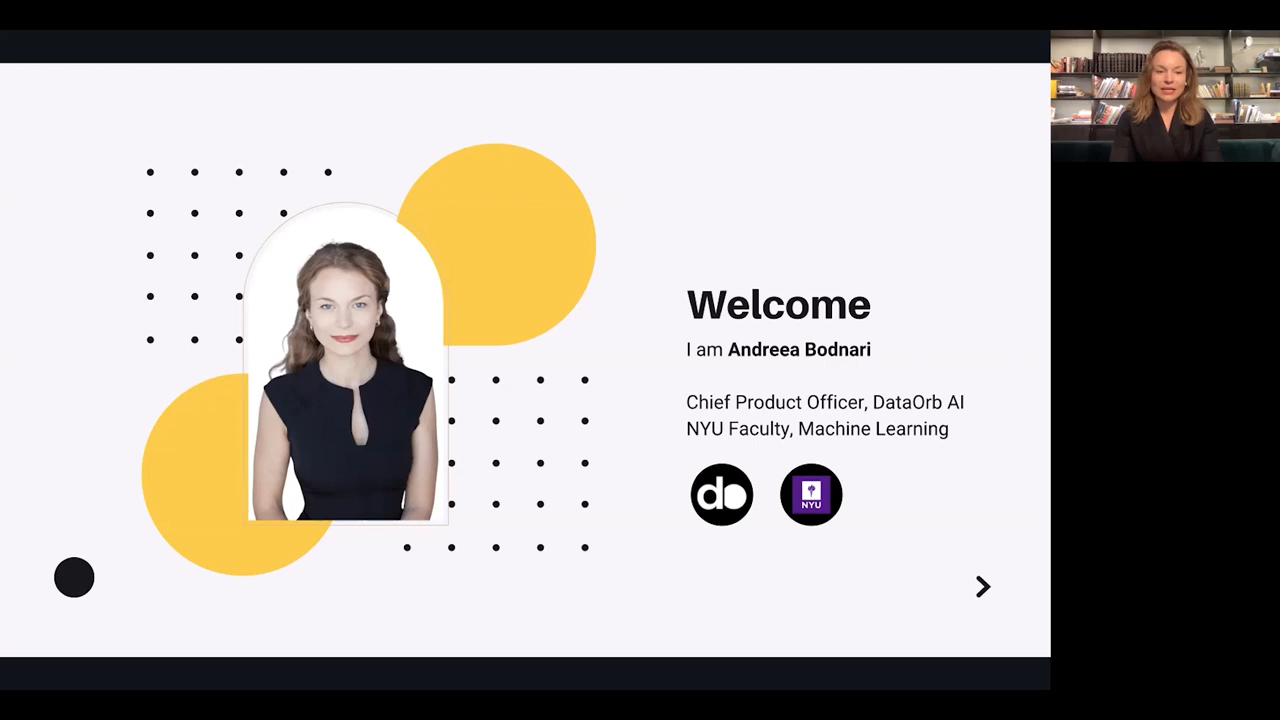 Welcome
I am Andreea Bodnari
Chief Product Officer, DataOrb AI
NYU Faculty, Machine Learning
do
NYU